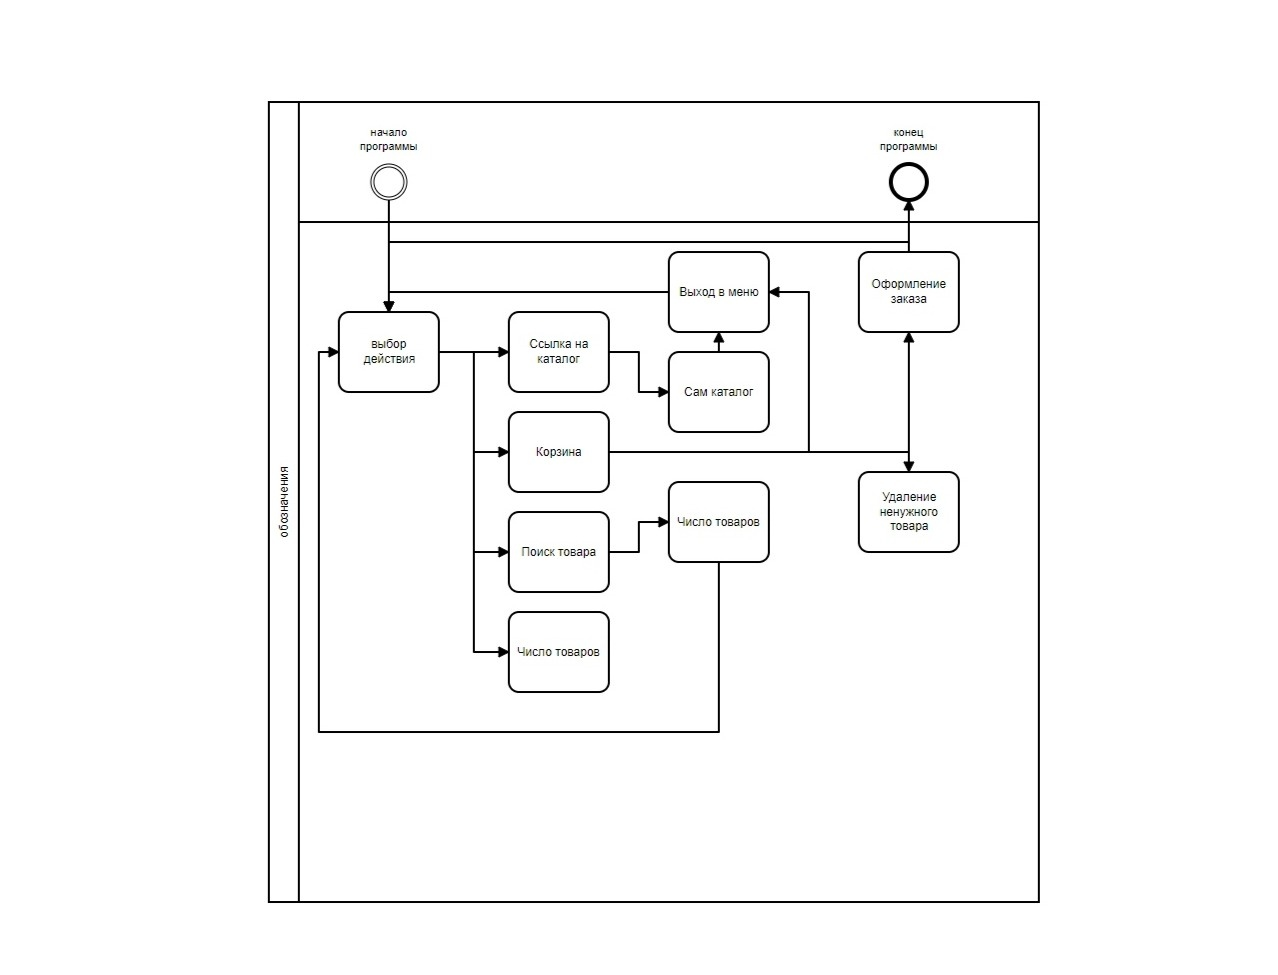 начало
программы
конец
программы
обозначения
Выход в меню
Оформление
заказа
выбор
действия
Ссылка на
каталог
Сам каталог
Корзина
Число товаров
Удаление
ненужного
товара
Поиск товара
Число товаров